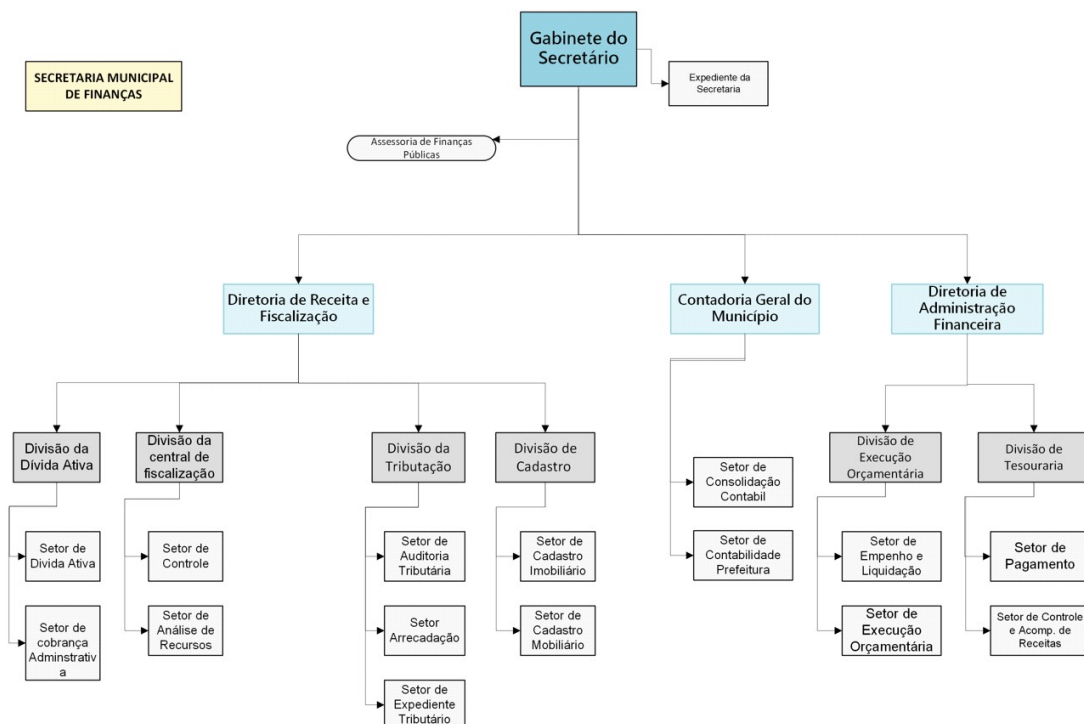 Gabinete do
Secretário
SECRETARIA MUNICIPAL
DE FINANÇAS
Expediente da
Secretaria
Assessoria de Finanças
Públicas
Diretoria de Receita e
Fiscalização
Contadoria Geral do
Município
Diretoria de
Administração
Financeira
Divisão da
Dívida Ativa
Divisão da
central de
fiscalização
Divisão da
Tributação
Divisão de
Cadastro
Divisão de
Execução
Orçamentária
Divisão de
Tesouraria
Setor de
Consolidação
Contabil
Setor de
Divida Ativa
Setor de
Controle
Setor de
Auditoria
Tributária
Setor de
Cadastro
Imobiliário
Setor de
Contabilidade
Prefeitura
Setor de
Empenho e
Liquidação
Setor de
Pagamento
Setor de
cobrança
Adminstrativ
a
Setor de
Análise de
Recursos
Setor
Arrecadação
Setor de
Cadastro
Mobiliário
Setor de
Execução
Orçamentária
Setor de Controle
e Acomp. de
Receitas
Setor de
Expediente
Tributário